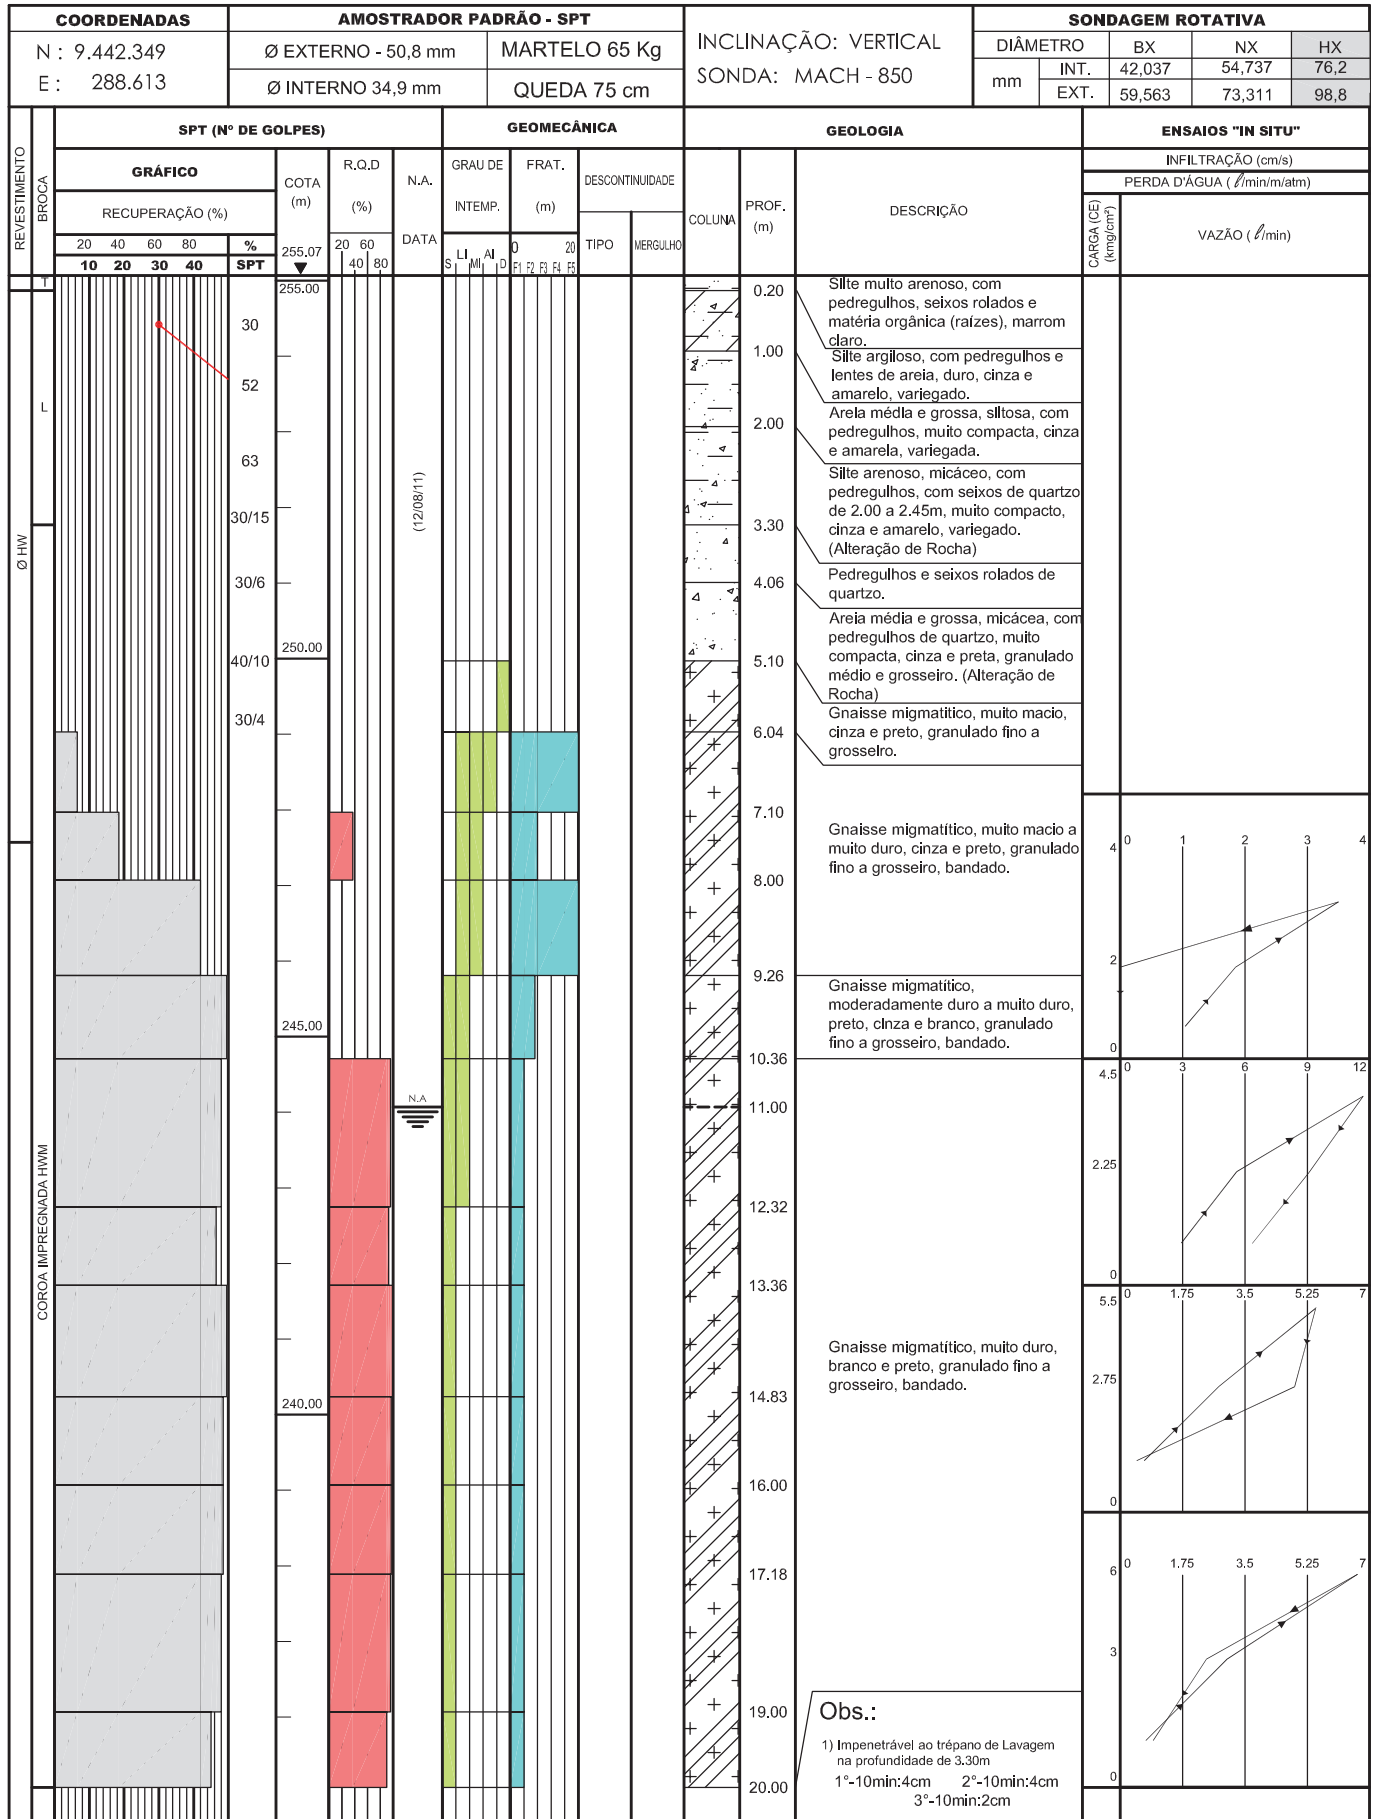 COORDENADAS
N : 9.442.349
E : 288.613
AMOSTRADOR PADRÃO - SPT
Ø EXTERNO - 50,8 mm
MARTELO 65 Kg
Ø INTERNO 34,9 mm
QUEDA 75 cm
INCLINAÇÃO: VERTICAL
SONDA: MACH - 850
SONDAGEM ROTATIVA
DIÂMETRO BX NX HX
mm
INT. 42,037 54,737 76,2
EXT. 59,563 73,311 98,8
REVESTIMENTO
BROCA
SPT (Nº DE GOLPES)
GRÁFICO
RECUPERAÇÃO (%)
20 40 60 80 %
10 20 30 40 SPT
COTA
(m)
255.07
R.Q.D
(%)
20 60
40 80
N.A.
DATA
GEOMECÂNICA
GRAU DE
INTEMP.
S LI MI AI D
FRAT.
(m)
0 20
F1 F2 F3 F4 F5
DESCONTINUIDADE
TIPO
MERGULHO
GEOLOGIA
COLUNA
PROF.
(m)
DESCRIÇÃO
ENSAIOS "IN SITU"
INFILTRAÇÃO (cm/s)
PERDA D'ÁGUA ( ℓ/min/m/atm)
CARGA (CE)
(kmg/cm²)
VAZÃO ( ℓ/min)
T
L
Ø HW
COROA IMPREGNADA HWM
30
52
63
30/15
30/6
40/10
30/4
255.00
250.00
245.00
240.00
(12/08/11)
N.A
0.20
1.00
2.00
3.30
4.06
5.10
6.04
7.10
8.00
9.26
10.36
11.00
12.32
13.36
14.83
16.00
17.18
19.00
20.00
Silte muito arenoso, com
pedregulhos, seixos rolados e
matéria orgânica (raízes), marrom
claro.
Silte argiloso, com pedregulhos e
lentes de areia, duro, cinza e
amarelo, variegado.
Areia média e grossa, siltosa, com
pedregulhos, muito compacta, cinza
e amarela, variegada.
Silte arenoso, micáceo, com
pedregulhos, com seixos de quartzo
de 2.00 a 2.45m, muito compacto,
cinza e amarelo, variegado.
(Alteração de Rocha)
Pedregulhos e seixos rolados de
quartzo.
Areia média e grossa, micácea, com
pedregulhos de quartzo, muito
compacta, cinza e preta, granulado
médio e grosseiro. (Alteração de
Rocha)
Gnaisse migmatitico, muito macio,
cinza e preto, granulado fino a
grosseiro.
Gnaisse migmatítico, muito macio a
muito duro, cinza e preto, granulado
fino a grosseiro, bandado.
Gnaisse migmatítico,
moderadamente duro a muito duro,
preto, cinza e branco, granulado
fino a grosseiro, bandado.
Gnaisse migmatítico, muito duro,
branco e preto, granulado fino a
grosseiro, bandado.
Obs.:
1) Impenetrável ao trépano de Lavagem
na profundidade de 3.30m
1°-10min:4cm 2°-10min:4cm
3°-10min:2cm
0 1 2 3 4
4
2
0
0 3 6 9 12
4.5
2.25
0
0 1.75 3.5 5.25 7
5.5
2.75
0
0 1.75 3.5 5.25 7
6
3
0